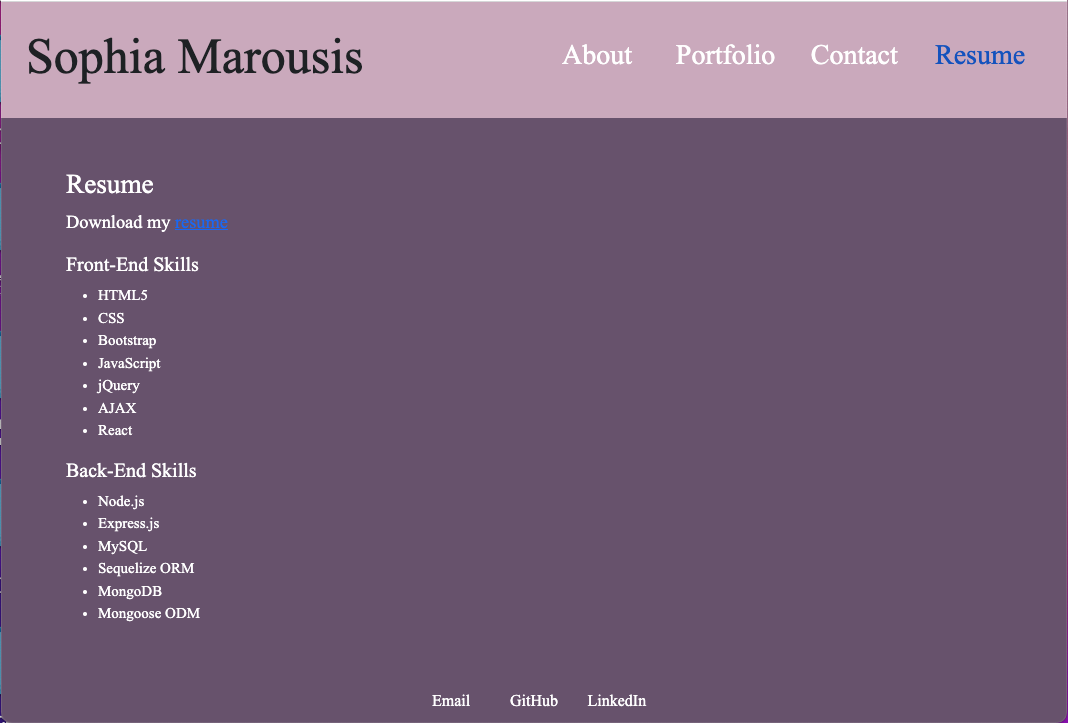 Sophia Marousis
About Portfolio Contact Resume
Resume
Download my resume
Front-End Skills
HTML5
CSS
Bootstrap
JavaScript
jQuery
AJAX
React
Back-End Skills
Node.js
Express.js
MySQL
Sequelize ORM
MongoDB
Mongoose ODM
Email GitHub LinkedIn